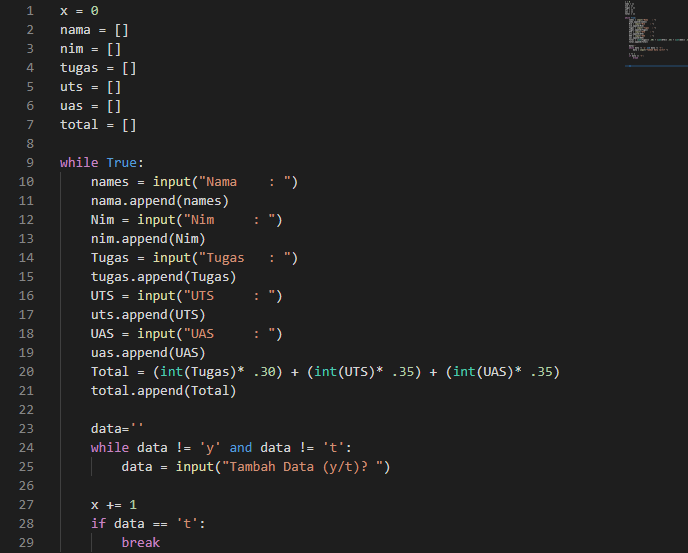 1 x = 0
2 nama = []
3 nim = []
4 tugas = []
5 uts = []
6 uas = []
7 total = []
8
9 while True:
10     names = input("Nama    : ")
11     nama.append(names)
12     Nim = input("Nim     : ")
13     nim.append(Nim)
14     Tugas = input("Tugas   : ")
15     tugas.append(Tugas)
16     UTS = input("UTS     : ")
17     uts.append(UTS)
18     UAS = input("UAS     : ")
19     uas.append(UAS)
20     Total = (int(Tugas)* .30) + (int(UTS)* .35) + (int(UAS)* .35)
21     total.append(Total)
22
23     data=''
24     while data != 'y' and data != 't':
25         data = input("Tambah Data (y/t)? ")
26
27     x += 1
28     if data == 't':
29         break